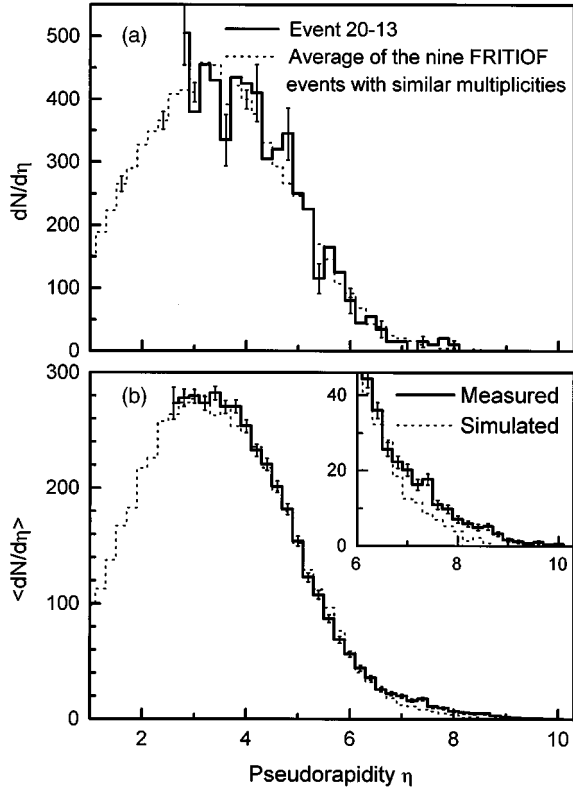 (a)
Event 20-13
Average of the nine FRITIOF
events with similar multiplicities
500
400
300
200
100
0
dN/dη
(b)
Measured
Simulated
300
200
100
0
<dN/dη>
40
20
0
6 8 10
2 4 6 8 10
Pseudorapidity η